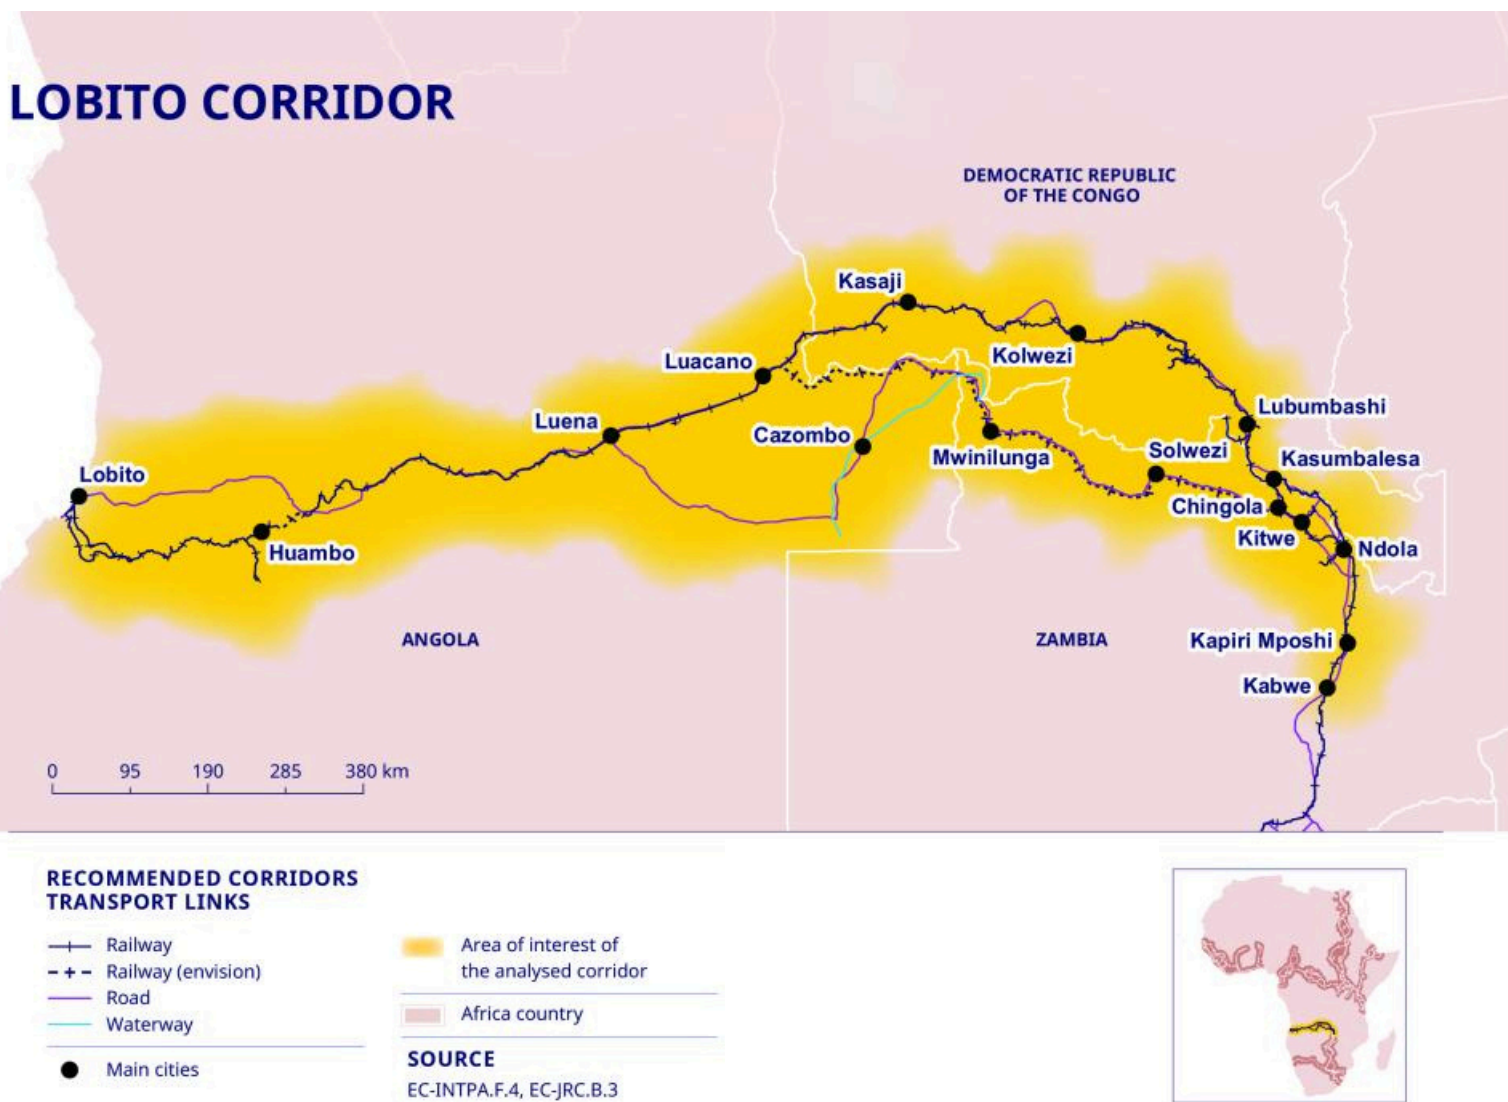 LOBITO CORRIDOR
DEMOCRATIC REPUBLIC
OF THE CONGO
Kasaji
Kolwezi
Luacano
Lubumbashi
Luena
Cazombo
Mwinilunga
Solwezi
Kasumbalesa
Lobito
Chingola
Kitwe
Ndola
Huambo
ANGOLA
ZAMBIA
Kapiri Mposhi
Kabwe
0 95 190 285 380 km
RECOMMENDED CORRIDORS
TRANSPORT LINKS
Railway
Railway (envision)
Road
Waterway
Main cities
Area of interest of
the analysed corridor
Africa country
SOURCE
EC-INTPA.F.4, EC-JRC.B.3